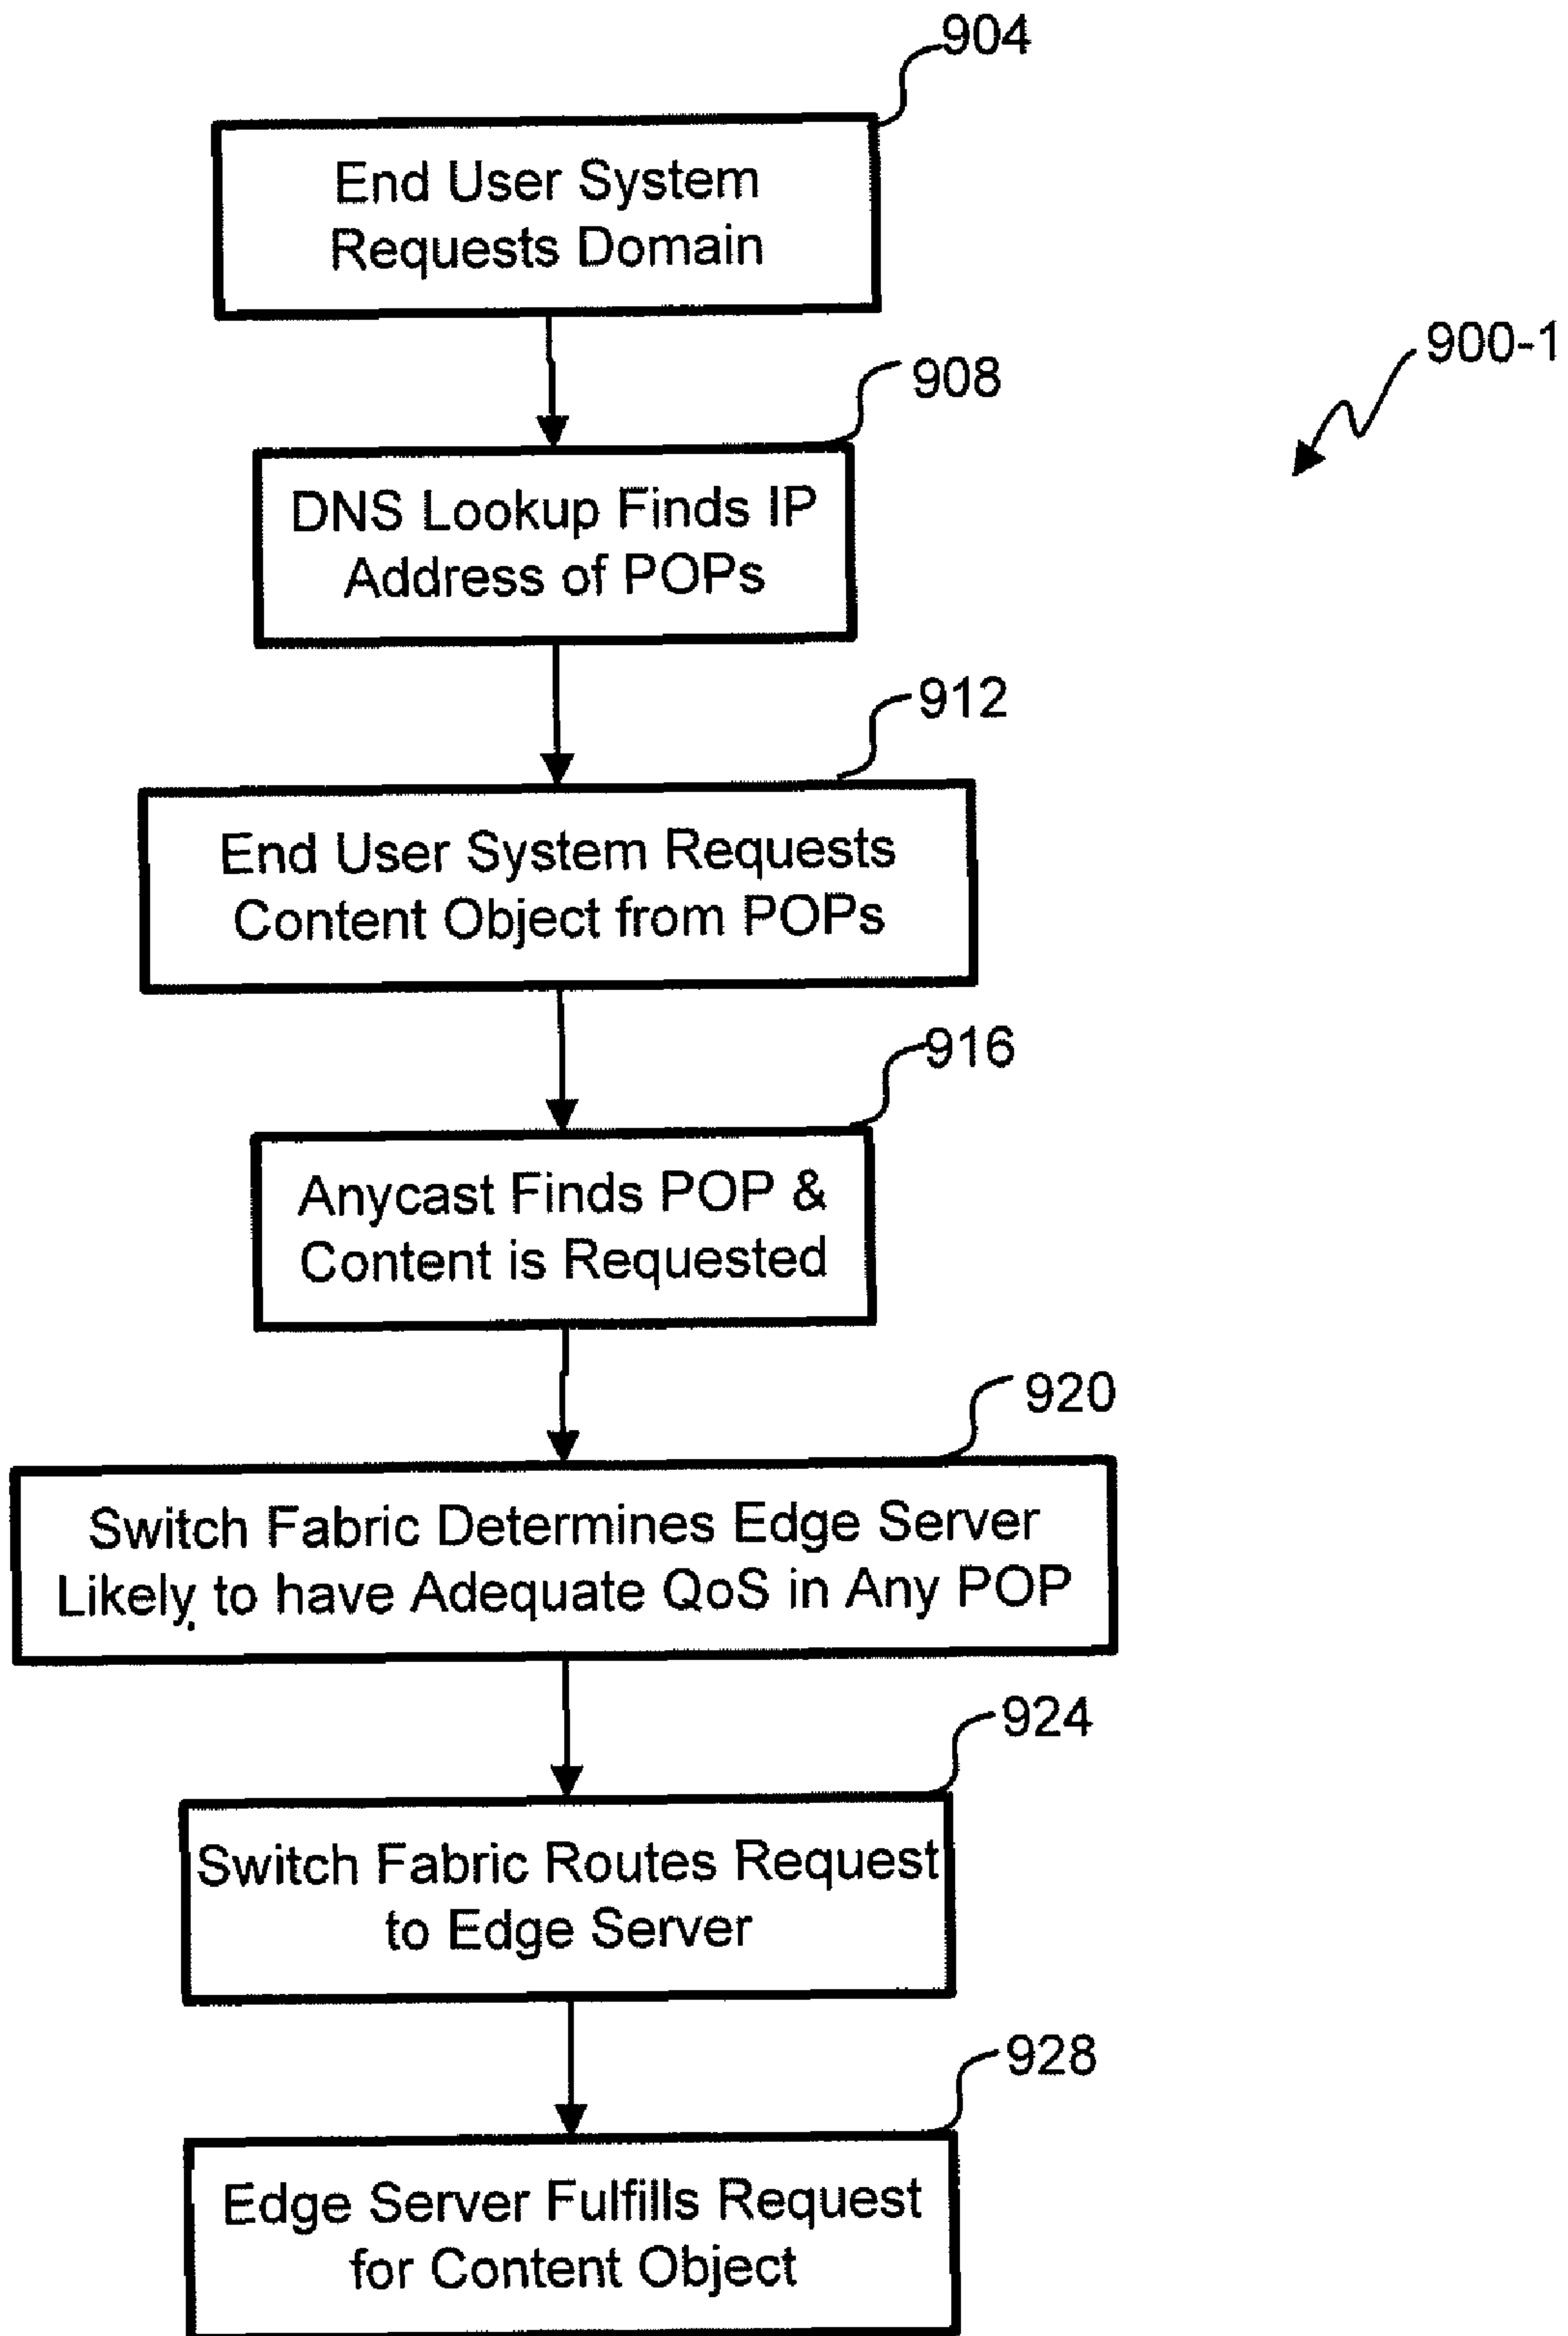 904
End User System
Requests Domain
900-1
908
DNS Lookup Finds IP
Address of POPs
912
End User System Requests
Content Object from POPs
916
Anycast Finds POP &
Content is Requested
920
Switch Fabric Determines Edge Server
Likely to have Adequate QoS in Any POP
924
Switch Fabric Routes Request
to Edge Server
928
Edge Server Fulfills Request
for Content Object